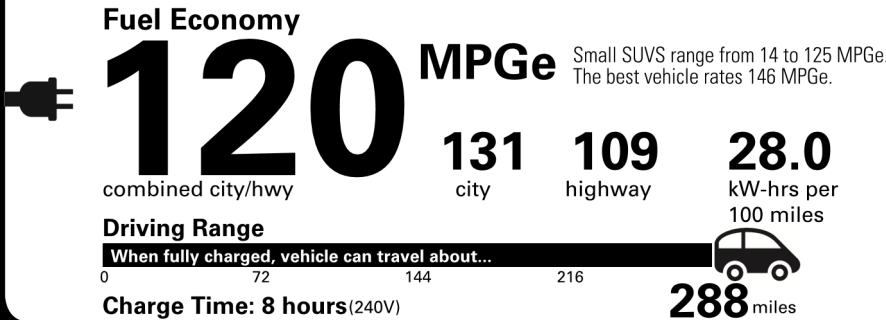 Fuel Economy
120 MPGe
Small SUVS range from 14 to 125 MPGe.
The best vehicle rates 146 MPGe.
combined city/hwy
131 city
109 highway
28.0
kW-hrs per
100 miles
Driving Range
When fully charged, vehicle can travel about...
0 72 144 216
288 miles
Charge Time: 8 hours(240V)